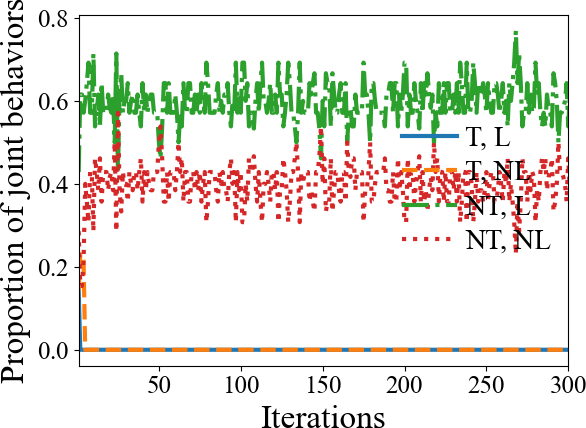 Proportion of joint behaviors
0.8
0.6
0.4
0.2
0.0
T, L
T, NL
NT, L
NT, NL
50
100
150
200
250
300
Iterations